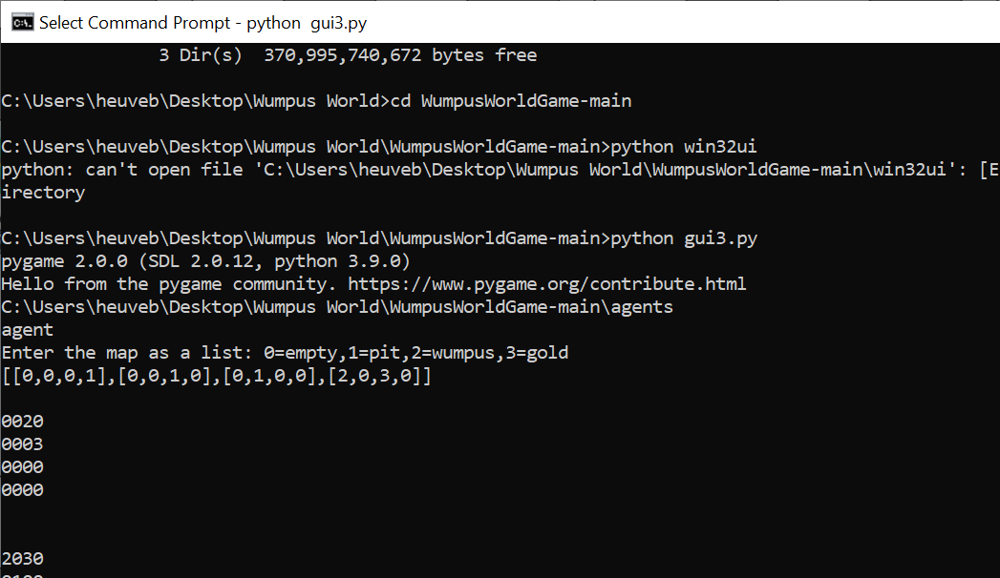 Select Command Prompt - python  gui3.py
               3 Dir(s)  370,995,740,672 bytes free
C:\Users\heuveb\Desktop\Wumpus World>cd WumpusWorldGame-main
C:\Users\heuveb\Desktop\Wumpus World\WumpusWorldGame-main>python win32ui
python: can't open file 'C:\Users\heuveb\Desktop\Wumpus World\WumpusWorldGame-main\win32ui': [E
irectory
C:\Users\heuveb\Desktop\Wumpus World\WumpusWorldGame-main>python gui3.py
pygame 2.0.0 (SDL 2.0.12, python 3.9.0)
Hello from the pygame community. https://www.pygame.org/contribute.html
C:\Users\heuveb\Desktop\Wumpus World\WumpusWorldGame-main\agents
agent
Enter the map as a list: 0=empty,1=pit,2=wumpus,3=gold
[[0,0,0,1],[0,0,1,0],[0,1,0,0],[2,0,3,0]]
0020
0003
0000
0000
2030